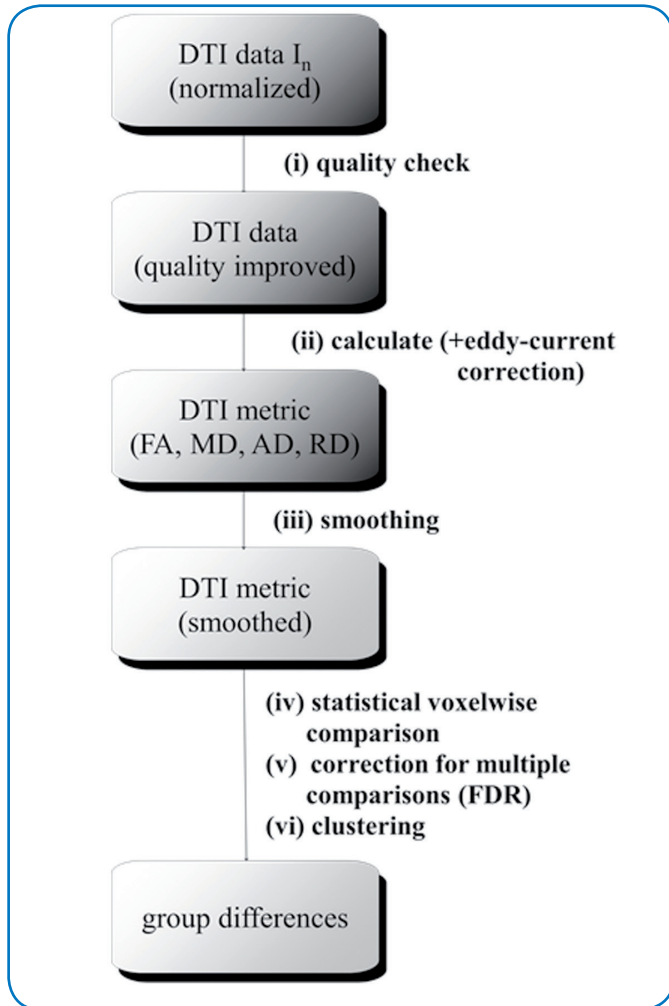 DTI data Iₙ
(normalized)
(i) quality check
DTI data
(quality improved)
(ii) calculate (+eddy-current
correction)
DTI metric
(FA, MD, AD, RD)
(iii) smoothing
DTI metric
(smoothed)
(iv) statistical voxelwise
comparison
(v) correction for multiple
comparisons (FDR)
(vi) clustering
group differences